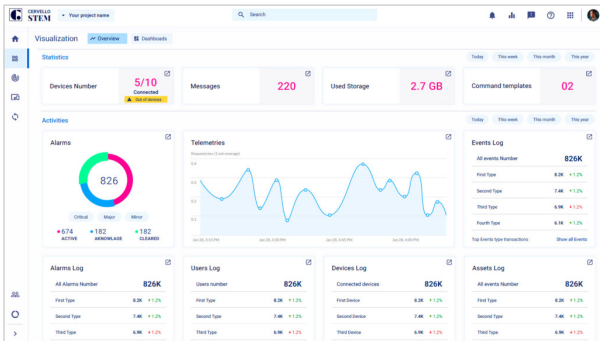 CERVELLO
STEM
Your project name
Search
Visualization
Overview
Dashboards
Statistics
Today This week This month This year
Devices Number
5/10
Connected
Out of devices
Messages
220
Used Storage
2.7 GB
Command templates
02
Activities
Today This week This month This year
Alarms
826
Critical Major Minor
674 182 182
ACTIVE AKNOWLAGE CLEARED
Telemetries
Events Log
All events Number 826K
First Type 8.2K 1.2%
Second Type 7.4K 1.2%
Third Type 6.9K 1.2%
Fourth Type 6.1K 1.2%
Top Events type transactions Show all Events
Alarms Log
All Alarms Number 826K
First Type 8.2K 1.2%
Second Type 7.4K 1.2%
Third Type 6.9K 1.2%
Users Log
Users number 826K
First Type 8.2K 1.2%
Second Type 7.4K 1.2%
Third Type 6.9K 1.2%
Devices Log
Connected devices 826K
First Device 8.2K 1.2%
Second Device 7.4K 1.2%
Third Device 6.9K 1.2%
Assets Log
All events Number 826K
First Type 8.2K 1.2%
Second Type 7.4K 1.2%
Third Type 6.9K 1.2%